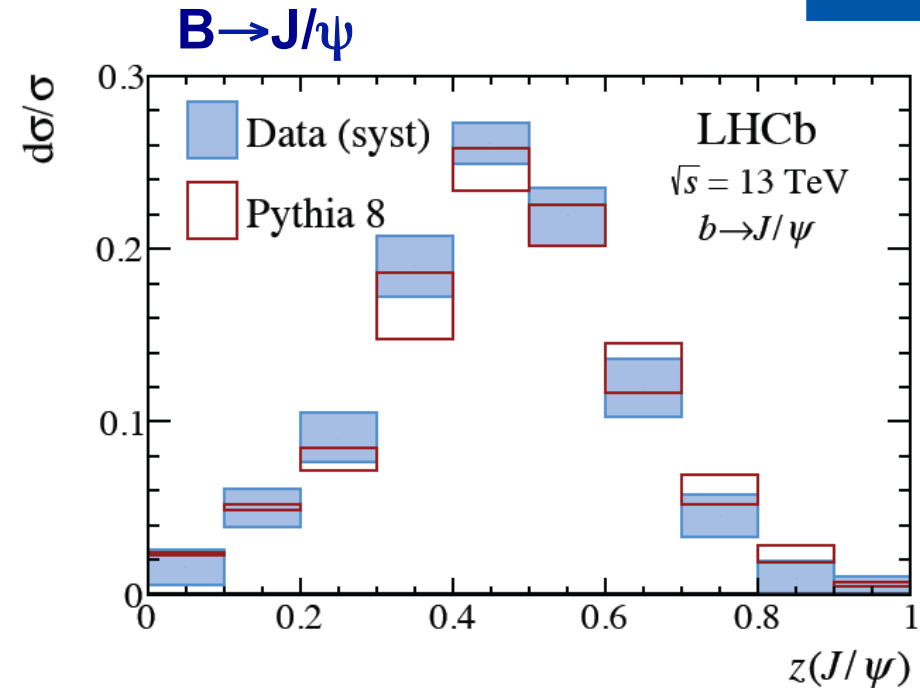 B→J/ψ
dσ/σ
0.3
0.2
0.1
0
Data (syst)
Pythia 8
LHCb
√s = 13 TeV
b→J/ψ
0 0.2 0.4 0.6 0.8 1
z(J/ψ)